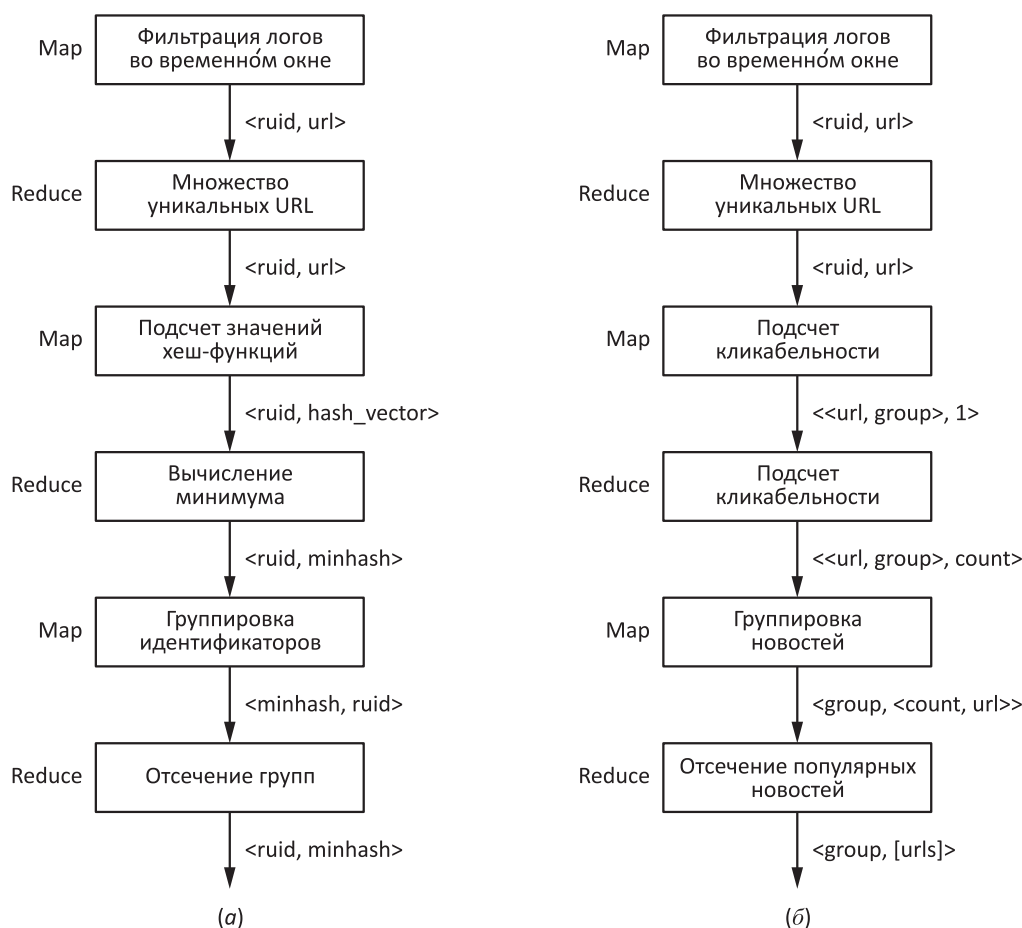 Map
Фильтрация логов
во временно́м окне
<ruid, url>
Reduce
Множество
уникальных URL
<ruid, url>
Map
Подсчет значений
хеш-функций
<ruid, hash_vector>
Reduce
Вычисление
минимума
<ruid, minhash>
Map
Группировка
идентификаторов
<minhash, ruid>
Reduce
Отсечение групп
<ruid, minhash>
(а)
Map
Фильтрация логов
во временно́м окне
<ruid, url>
Reduce
Множество
уникальных URL
<ruid, url>
Map
Подсчет
кликабельности
<<url, group>, 1>
Reduce
Подсчет
кликабельности
<<url, group>, count>
Map
Группировка
новостей
<group, <count, url>>
Reduce
Отсечение популярных
новостей
<group, [urls]>
(б)